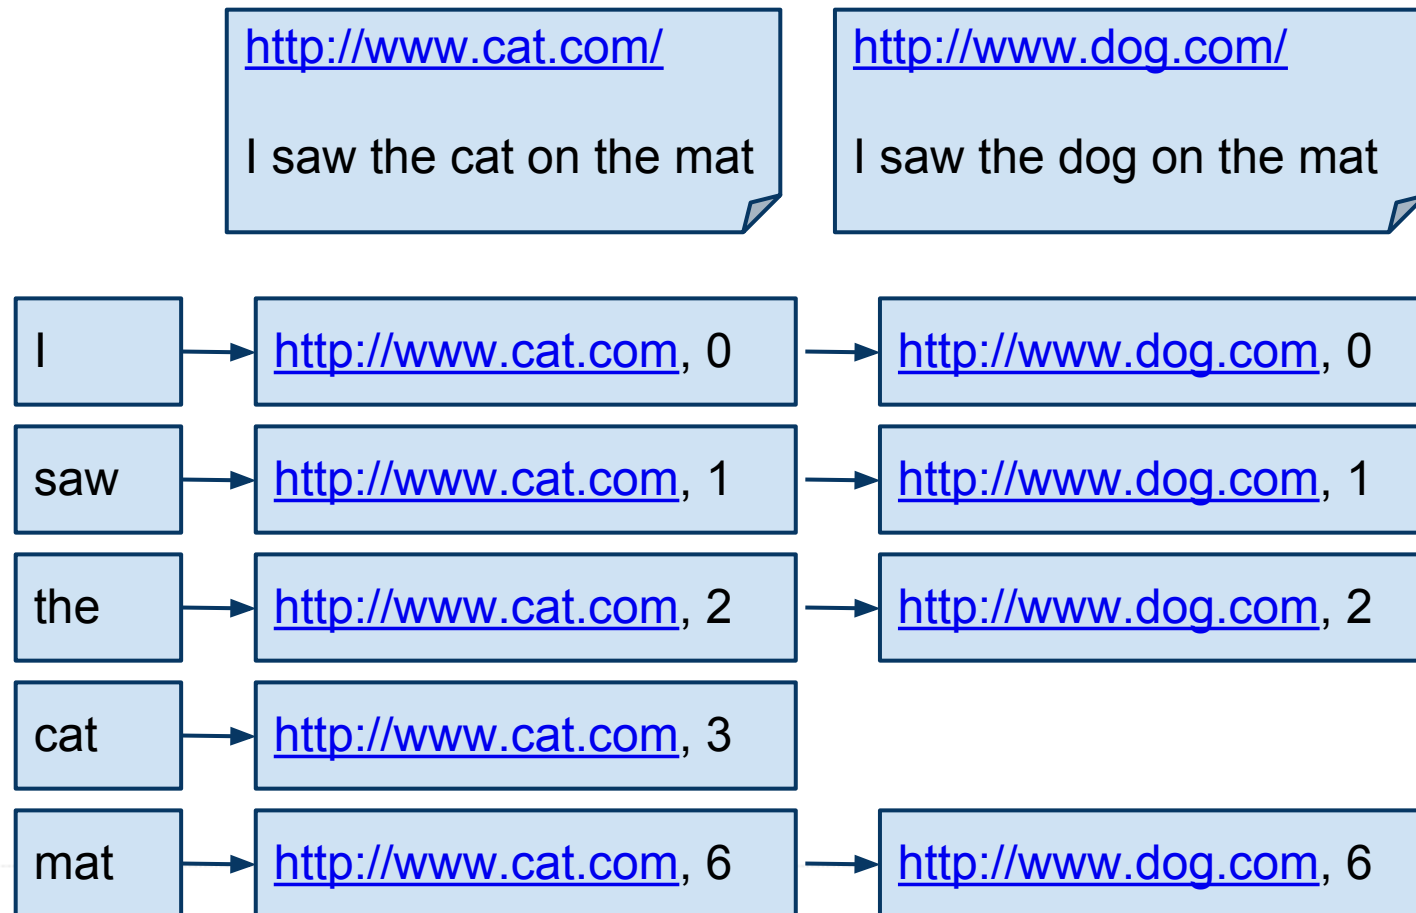 http://www.cat.com/
I saw the cat on the mat
http://www.dog.com/
I saw the dog on the mat
I http://www.cat.com, 0 http://www.dog.com, 0
saw http://www.cat.com, 1 http://www.dog.com, 1
the http://www.cat.com, 2 http://www.dog.com, 2
cat http://www.cat.com, 3
mat http://www.cat.com, 6 http://www.dog.com, 6